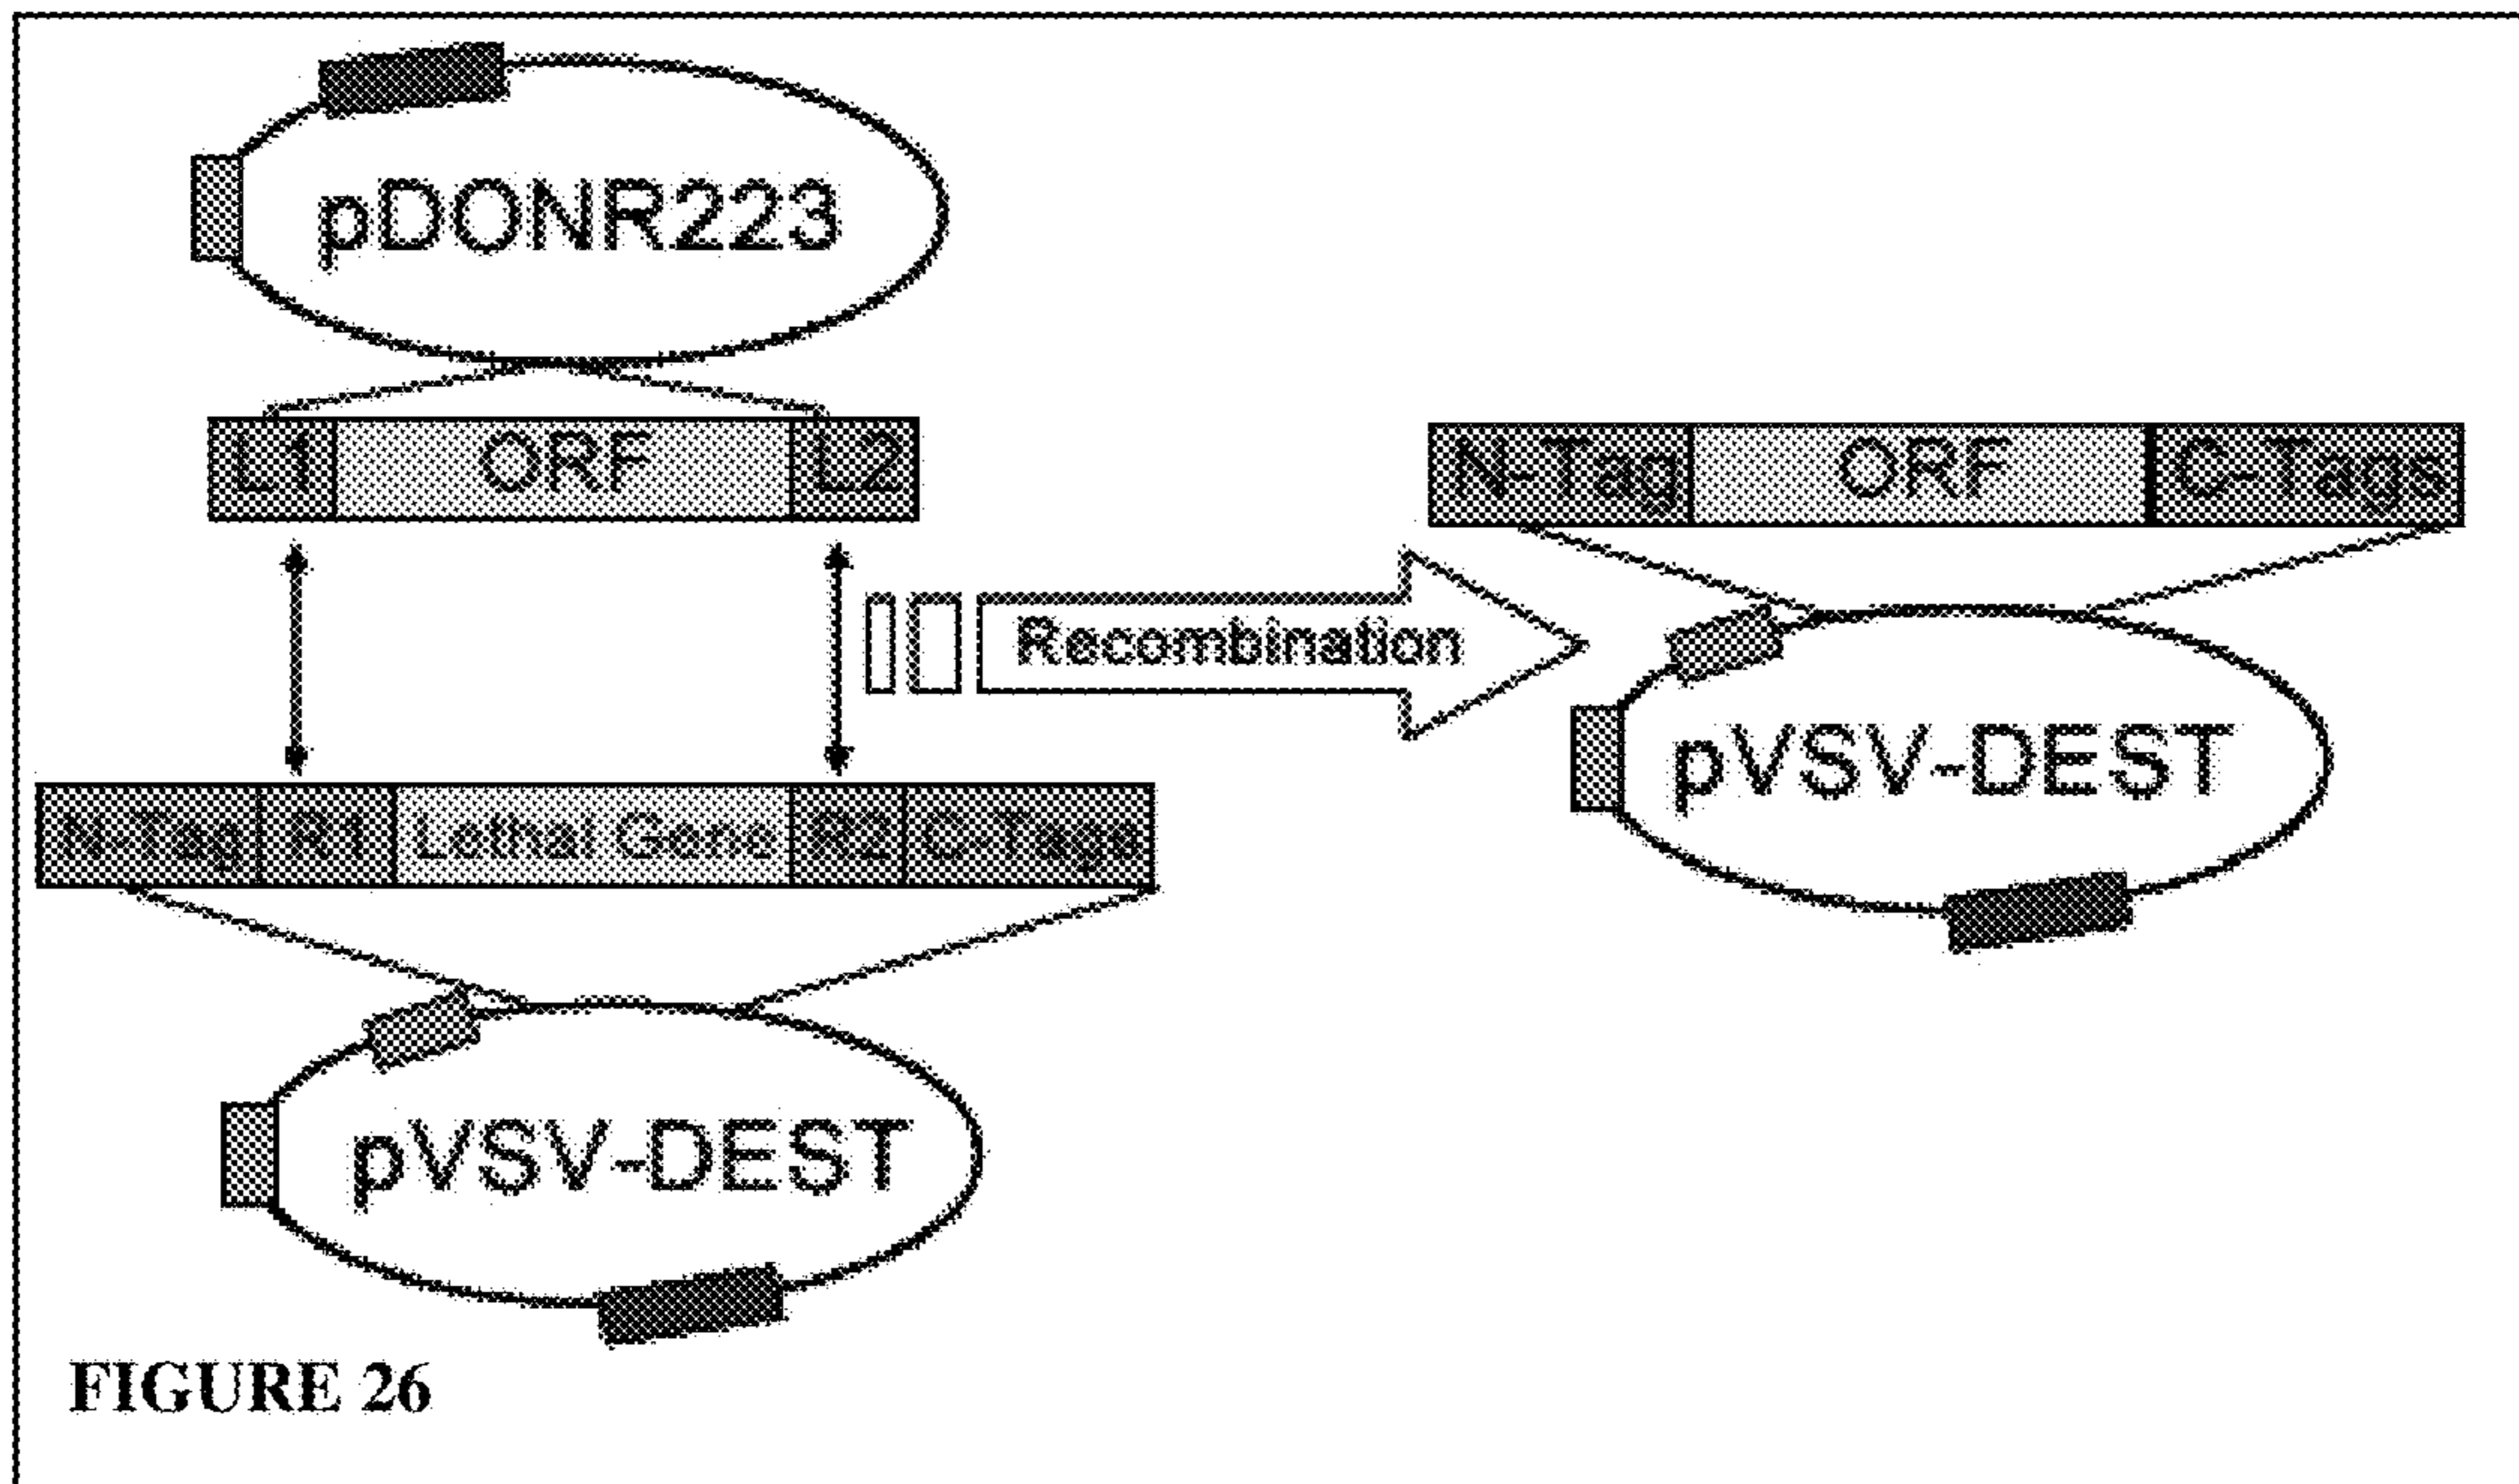 pDONR223
L1 ORF L2
N-Tag ORF C-Tags
Recombination
N-Tag R1 Lethal Gene R2 C-Tags
pVSV-DEST
pVSV-DEST
FIGURE 26